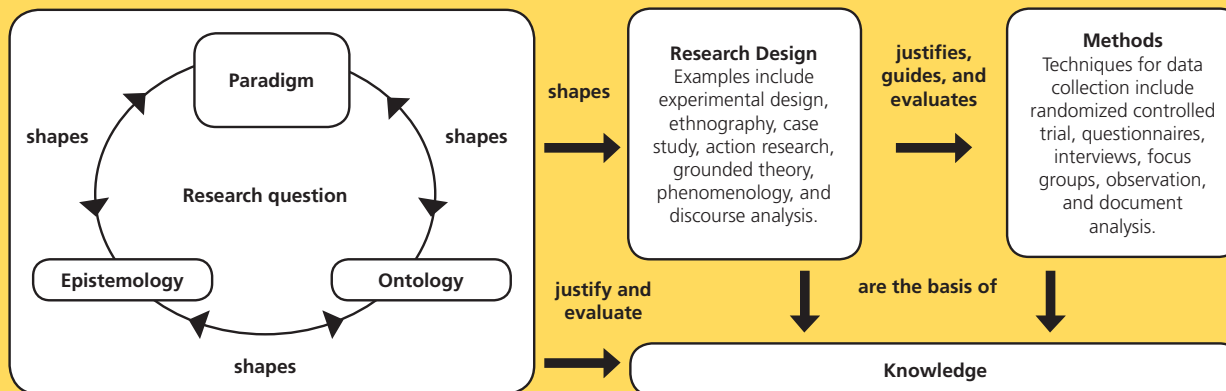 Paradigm
shapes
shapes
Research question
Epistemology
Ontology
shapes
shapes
Research Design
Examples include
experimental design,
ethnography, case
study, action research,
grounded theory,
phenomenology, and
discourse analysis.
justifies,
guides, and
evaluates
Methods
Techniques for data
collection include
randomized controlled
trial, questionnaires,
interviews, focus
groups, observation,
and document
analysis.
justify and
evaluate
are the basis of
Knowledge